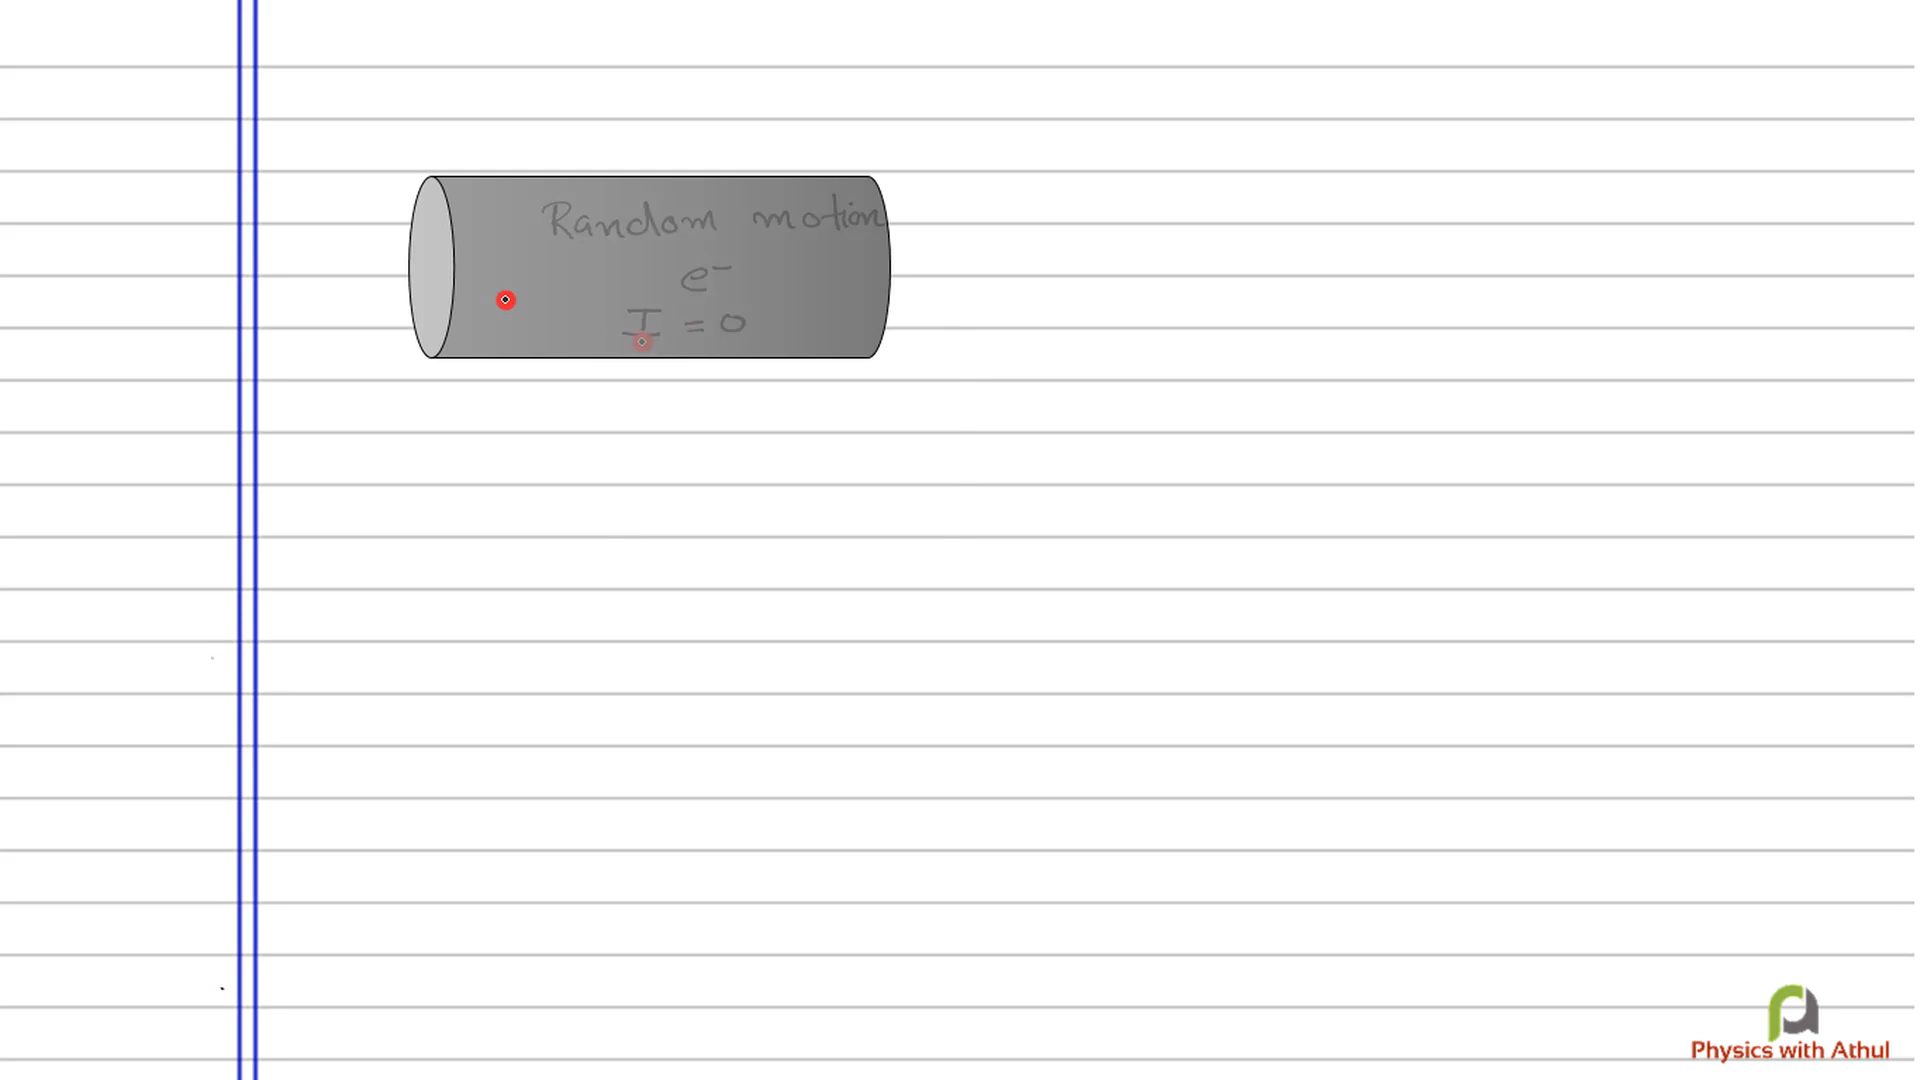 Random motion
e⁻
I = 0
Physics with Athul